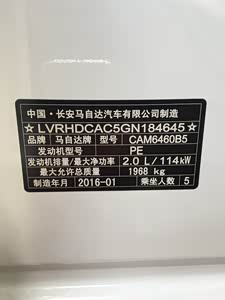 中国·长安马自达汽车有限公司制造
☆LVRHDCAC5GN184645☆
品牌 马自达牌 型号 CAM6460B5
发动机型号 PE
发动机排量/最大净功率 2.0 L/114kW
最大允许总质量 1968 kg
制造年月 2016-01 乘坐人数 5